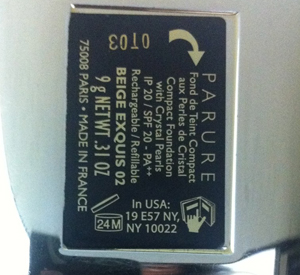 0T03
PARURE
Fond de Teint Compact
aux Perles de Cristal
Compact Foundation
with Crystal Pearls
IP 20 / SPF 20 - PA++
Rechargeable / Refillable
BEIGE EXQUIS 02
9 g NET WT. .31 OZ
75008 PARIS • MADE IN FRANCE
24M
In USA:
19 E57 NY,
NY 10022